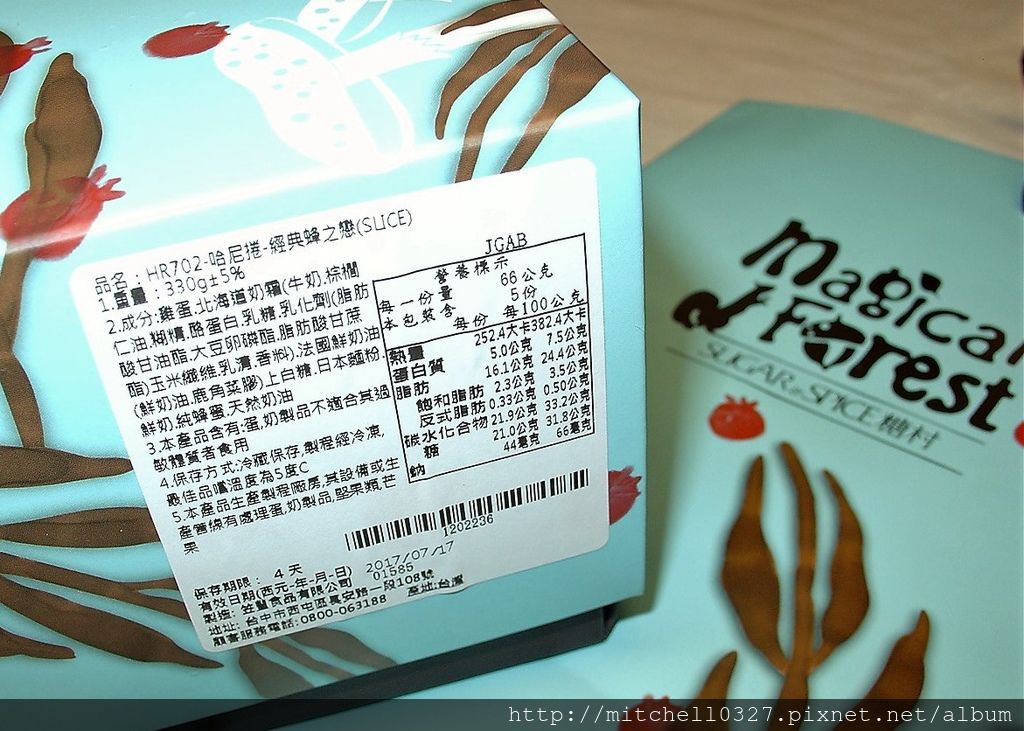 品名：HR702-哈尼捲-經典蜂之戀(SLICE)
1.重量：330g±5%
2.成分:雞蛋.北海道奶霜(牛奶.棕櫚
仁油.糊精.酪蛋白.乳糖.乳化劑(脂肪
酸甘油酯.大豆卵磷酯.脂肪酸甘蔗
酯)玉米纖維.乳清.香料).法國鮮奶油
(鮮奶油.鹿角菜膠)上白糖.日本麵粉.
鮮奶.純蜂蜜.天然奶油
3.本產品含有:蛋.奶製品不適合其過
敏體質者食用
4.保存方式:冷藏保存,製程經冷凍,
最佳品嚐溫度為5度C
5.本產品生產製程廠房,其設備或生
產管線有處理蛋.奶製品.堅果類.芒
果
JGAB
營養標示
每一份量 66公克
本包裝含 5份
每份 每100公克
熱量 252.4大卡 382.4大卡
蛋白質 5.0公克 7.5公克
脂肪 16.1公克 24.4公克
飽和脂肪 2.3公克 3.5公克
反式脂肪 0.33公克 0.50公克
碳水化合物 21.9公克 33.2公克
糖 21.0公克 31.8公克
鈉 44毫克 66毫克
1202236
保存期限： 4天
有效日期(西元-年-月-日) 2017/07/17
製造: 食品有限公司 01585
地址: 台中市西屯區真安路一段108號
顧客服務電話:0800-063188 產地:台灣
Magical
Forest
SUGAR & SPICE 糖村
http://mitchell0327.pixnet.net/album